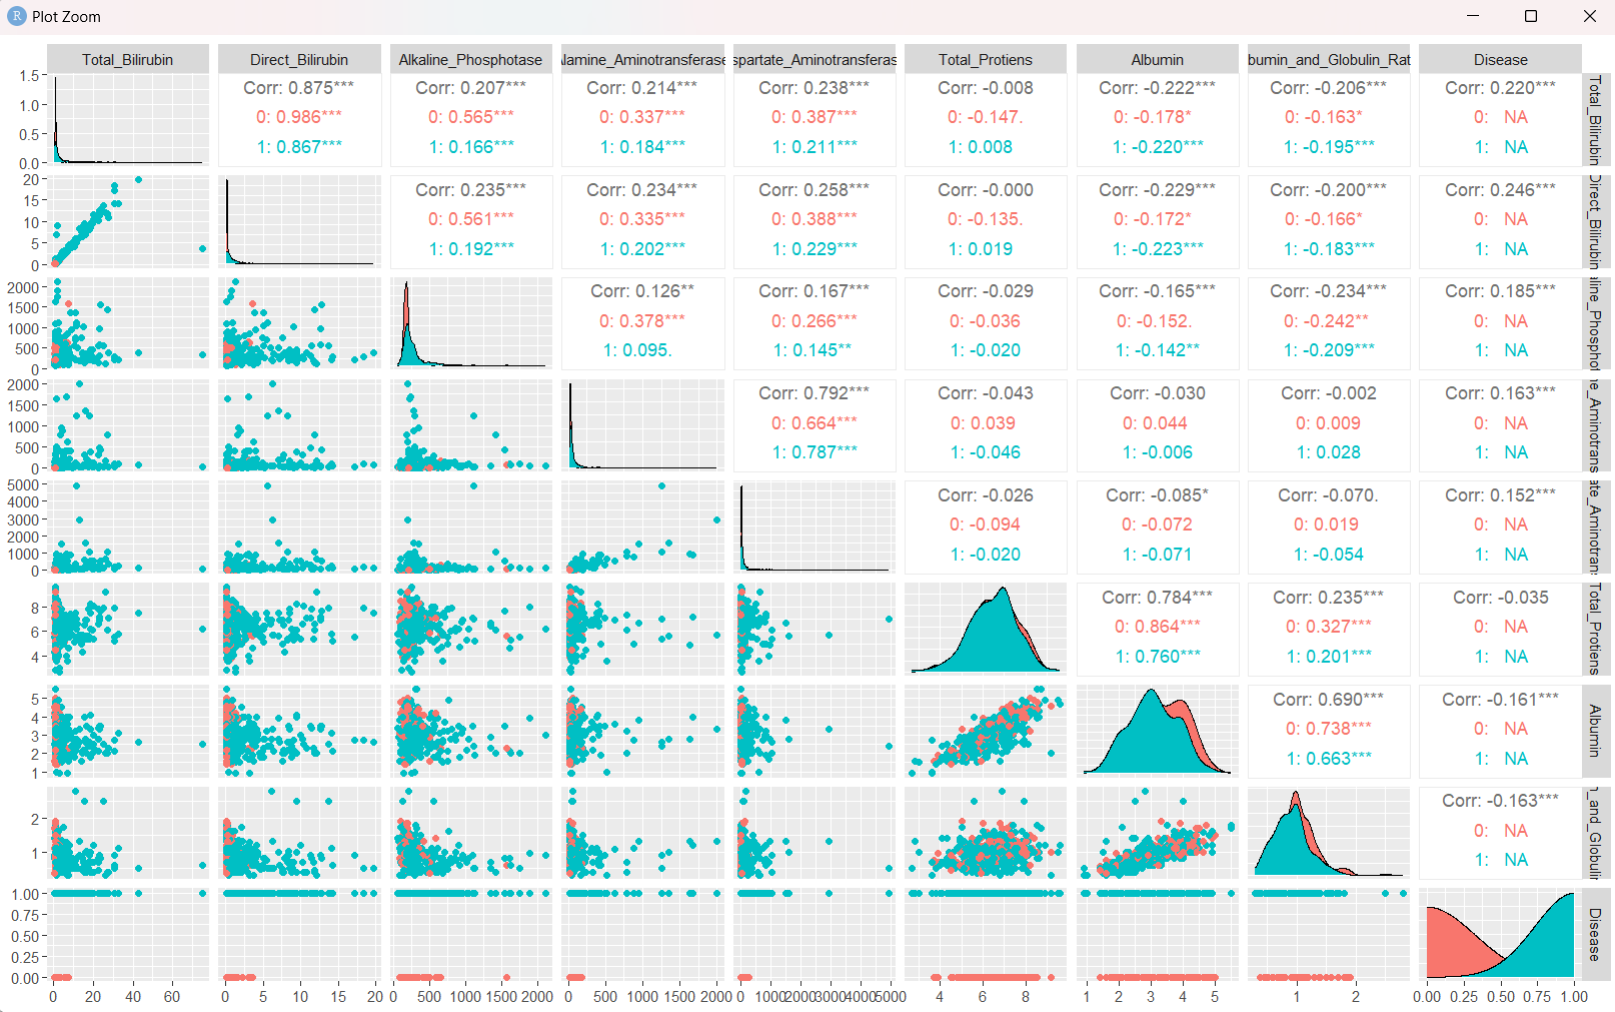 R Plot Zoom
Total_Bilirubin Direct_Bilirubin Alkaline_Phosphotase lamine_Aminotransferase spartate_Aminotransferas Total_Protiens Albumin bumin_and_Globulin_Rat Disease
1.5 1.0 0.5 0.0 Corr: 0.875*** Corr: 0.207*** Corr: 0.214*** Corr: 0.238*** Corr: -0.008 Corr: -0.222*** Corr: -0.206*** Corr: 0.220*** Total_Bilirubin
0: 0.986*** 0: 0.565*** 0: 0.337*** 0: 0.387*** 0: -0.147. 0: -0.178* 0: -0.163* 0: NA
1: 0.867*** 1: 0.166*** 1: 0.184*** 1: 0.211*** 1: 0.008 1: -0.220*** 1: -0.195*** 1: NA
20 15 10 5 0 Corr: 0.235*** Corr: 0.234*** Corr: 0.258*** Corr: -0.000 Corr: -0.229*** Corr: -0.200*** Corr: 0.246*** Direct_Bilirubin
0: 0.561*** 0: 0.335*** 0: 0.388*** 0: -0.135. 0: -0.172* 0: -0.166* 0: NA
1: 0.192*** 1: 0.202*** 1: 0.229*** 1: 0.019 1: -0.223*** 1: -0.183*** 1: NA
2000 1500 1000 500 0 Corr: 0.126** Corr: 0.167*** Corr: -0.029 Corr: -0.165*** Corr: -0.234*** Corr: 0.185*** line_Phosphot
0: 0.378*** 0: 0.266*** 0: -0.036 0: -0.152. 0: -0.242** 0: NA
1: 0.095. 1: 0.145** 1: -0.020 1: -0.142** 1: -0.209*** 1: NA
2000 1500 1000 500 0 Corr: 0.792*** Corr: -0.043 Corr: -0.030 Corr: -0.002 Corr: 0.163*** e_Aminotrans
0: 0.664*** 0: 0.039 0: 0.044 0: 0.009 0: NA
1: 0.787*** 1: -0.046 1: -0.006 1: 0.028 1: NA
5000 4000 3000 2000 1000 0 Corr: -0.026 Corr: -0.085* Corr: -0.070. Corr: 0.152*** ate_Aminotrans
0: -0.094 0: -0.072 0: 0.019 0: NA
1: -0.020 1: -0.071 1: -0.054 1: NA
8 6 4 Corr: 0.784*** Corr: 0.235*** Corr: -0.035 Total_Protiens
0: 0.864*** 0: 0.327*** 0: NA
1: 0.760*** 1: 0.201*** 1: NA
5 4 3 2 1 Corr: 0.690*** Corr: -0.161*** Albumin
0: 0.738*** 0: NA
1: 0.663*** 1: NA
2 1 Corr: -0.163*** _and_Globulin
0: NA
1: NA
1.00 0.75 0.50 0.25 0.00 Disease
0 20 40 60 0 5 10 15 20 0 500 1000 1500 2000 0 500 1000 1500 2000 0 1000 2000 3000 4000 5000 4 6 8 1 2 3 4 5 1 2 0.00 0.25 0.50 0.75 1.00